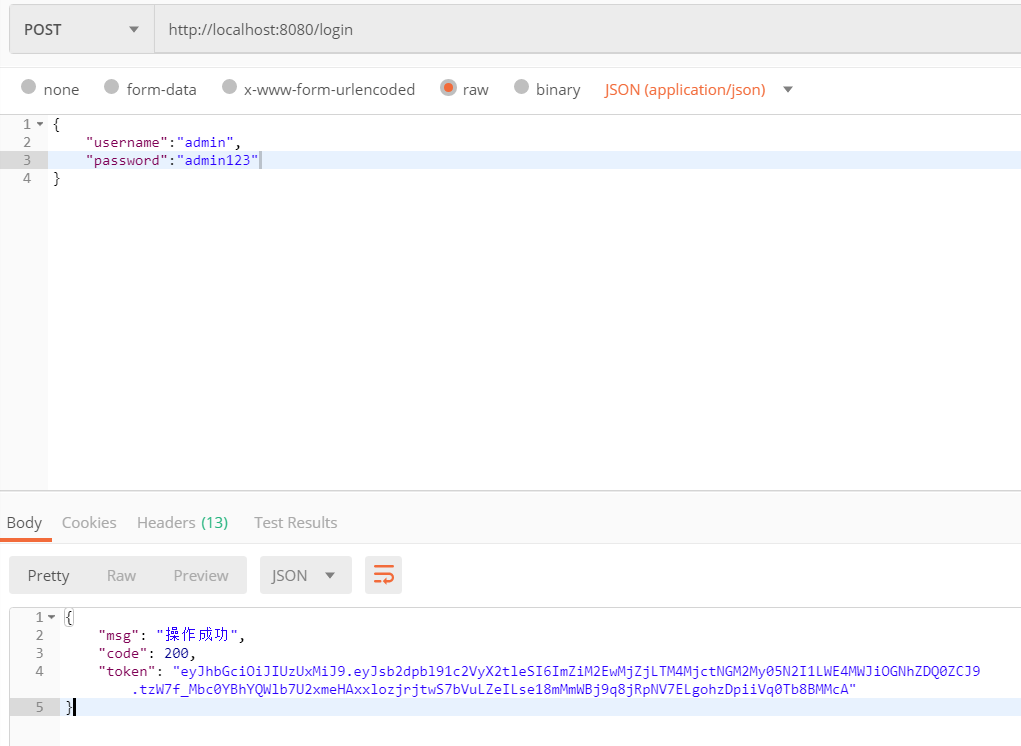 POST http://localhost:8080/login
none form-data x-www-form-urlencoded raw binary JSON (application/json)
1 {
2 "username":"admin",
3 "password":"admin123"
4 }
Body Cookies Headers (13) Test Results
Pretty Raw Preview JSON
1 {
2 "msg": "操作成功",
3 "code": 200,
4 "token": "eyJhbGciOiJIUzUxMiJ9.eyJsb2dpbl91c2VyX2tleSI6ImZiM2EwMjZjLTM4MjctNGM2My05N2I1LWE4MWJiOGNhZDQ0ZCJ9
.tzW7f_Mbc0YBhYQWlb7U2xmeHAxxlozjrjtwS7bVuLZeILse18mMmWBj9q8jRpNV7ELgohzDpiiVq0Tb8BMMcA"
5 }